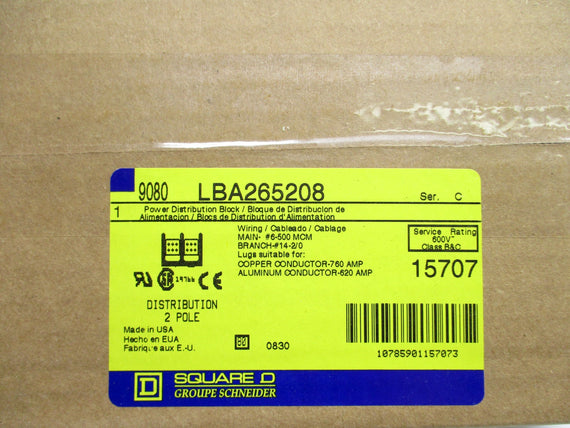 9080 LBA265208 Ser. C
1 Power Distribution Block / Bloque de Distribucion de
Alimentacion / Blocs de Distribution d'Alimentation
Wiring / Cableado / Cablage
MAIN- #6-500 MCM
BRANCH-#14-2/0
Lugs suitable for:
COPPER CONDUCTOR-760 AMP
ALUMINUM CONDUCTOR-620 AMP
Service Rating
600V~
Class B&C
15707
19766 CE
DISTRIBUTION
2 POLE
Made in USA
Hecho en EUA
Fabrique aux E.-U.
0830
10785901157073
D SQUARE D
GROUPE SCHNEIDER